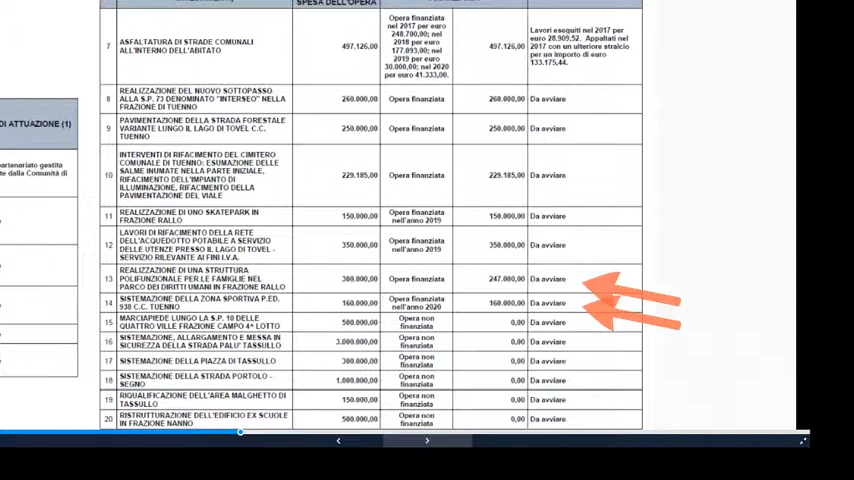 SPESA DELL'OPERA
DI ATTUAZIONE (1)
partenariato gestita
te dalla Comunità di
7
ASFALTATURA DI STRADE COMUNALI
ALL'INTERNO DELL'ABITATO
497.126,00
Opera finanziata
nel 2017 per euro
248.700,00; nel
2018 per euro
177.093,00; nel
2019 per euro
30.000,00; nel 2020
per euro 41.333,00.
497.126,00
Lavori eseguiti nel 2017 per
euro 28.909,52. Appaltati nel
2017 con un ulteriore stralcio
per un importo di euro
133.175,44.
8
REALIZZAZIONE DEL NUOVO SOTTOPASSO
ALLA S.P. 73 DENOMINATO "INTERSEO" NELLA
FRAZIONE DI TUENNO
260.000,00
Opera finanziata
260.000,00
Da avviare
9
PAVIMENTAZIONE DELLA STRADA FORESTALE
VARIANTE LUNGO IL LAGO DI TOVEL C.C.
TUENNO
250.000,00
Opera finanziata
250.000,00
Da avviare
10
INTERVENTI DI RIFACIMENTO DEL CIMITERO
COMUNALE DI TUENNO: ESUMAZIONE DELLE
SALME INUMATE NELLA PARTE INIZIALE,
RIFACIMENTO DELL'IMPIANTO DI
ILLUMINAZIONE, RIFACIMENTO DELLA
PAVIMENTAZIONE DEL VIALE
229.185,00
Opera finanziata
229.185,00
Da avviare
11
REALIZZAZIONE DI UNO SKATEPARK IN
FRAZIONE RALLO
150.000,00
Opera finanziata
nell'anno 2019
150.000,00
Da avviare
12
LAVORI DI RIFACIMENTO DELLA RETE
DELL'ACQUEDOTTO POTABILE A SERVIZIO
DELLE UTENZE PRESSO IL LAGO DI TOVEL -
SERVIZIO RILEVANTE AI FINI I.V.A.
350.000,00
Opera finanziata
nell'anno 2019
350.000,00
Da avviare
13
REALIZZAZIONE DI UNA STRUTTURA
POLIFUNZIONALE PER LE FAMIGLIE NEL
PARCO DEI DIRITTI UMANI IN FRAZIONE RALLO
300.000,00
Opera finanziata
247.000,00
Da avviare
14
SISTEMAZIONE DELLA ZONA SPORTIVA P.ED.
938 C.C. TUENNO
160.000,00
Opera finanziata
nell'anno 2020
160.000,00
Da avviare
15
MARCIAPIEDE LUNGO LA S.P. 10 DELLE
QUATTRO VILLE FRAZIONE CAMPO 4^ LOTTO
500.000,00
Opera non
finanziata
0,00
Da avviare
16
SISTEMAZIONE, ALLARGAMENTO E MESSA IN
SICUREZZA DELLA STRADA PALU' TASSULLO
3.000.000,00
Opera non
finanziata
0,00
Da avviare
17
SISTEMAZIONE DELLA PIAZZA DI TASSULLO
300.000,00
Opera non
finanziata
0,00
Da avviare
18
SISTEMAZIONE DELLA STRADA PORTOLO -
SEGNO
1.000.000,00
Opera non
finanziata
0,00
Da avviare
19
RIQUALIFICAZIONE DELL'AREA MALGHETTO DI
TASSULLO
150.000,00
Opera non
finanziata
0,00
Da avviare
20
RISTRUTTURAZIONE DELL'EDIFICIO EX SCUOLE
IN FRAZIONE NANNO
500.000,00
Opera non
finanziata
0,00
Da avviare